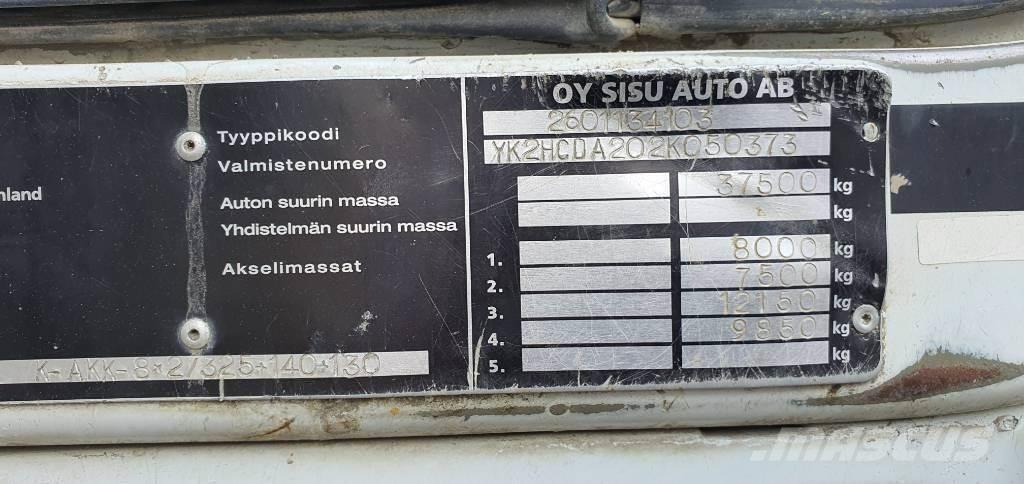 OY SISU AUTO AB
Tyyppikoodi 2601134103
Valmistenumero YK2HCDA202K050373
nland
Auton suurin massa 37500 kg
Yhdistelmän suurin massa kg
Akselimassat 1. 8000 kg
2. 7500 kg
3. 12150 kg
4. 9850 kg
5. kg
K-AKK-8*2/325+140+130
MASCUS